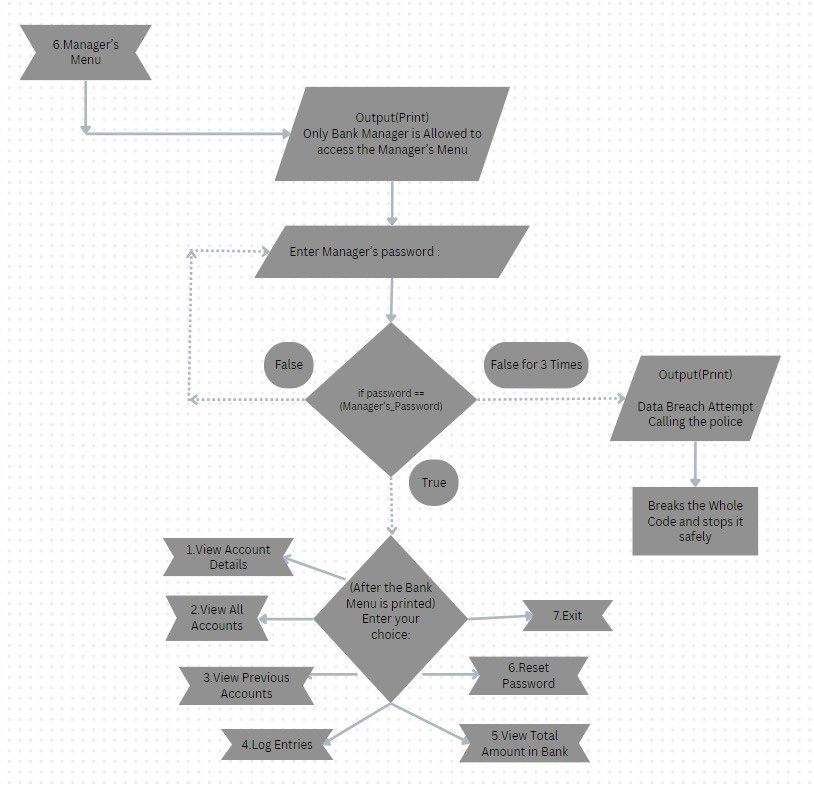 6.Manager's
Menu
Output(Print)
Only Bank Manager is Allowed to
access the Manager's Menu
Enter Manager's password :
False
False for 3 Times
if password ==
(Manager's_Password)
Output(Print)
Data Breach Attempt
Calling the police
True
Breaks the Whole
Code and stops it
safely
1.View Account
Details
(After the Bank
Menu is printed)
Enter your
choice:
2.View All
Accounts
7.Exit
3.View Previous
Accounts
6.Reset
Password
4.Log Entries
5.View Total
Amount in Bank